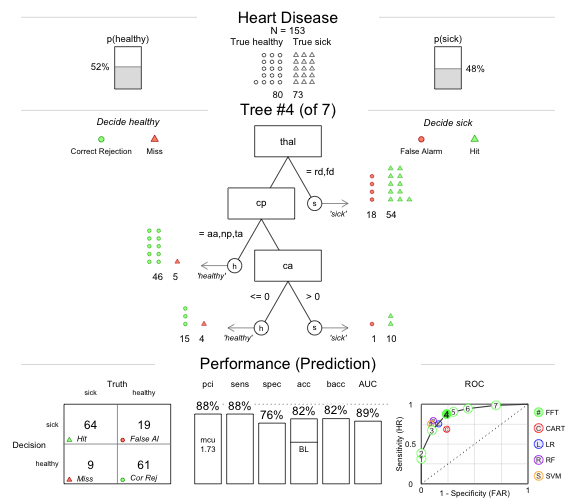 Heart Disease
N = 153
p(healthy)
True healthy True sick
p(sick)
52%
48%
80 73
Tree #4 (of 7)
Decide healthy
Decide sick
Correct Rejection Miss
False Alarm Hit
thal
= rd,fd
s
'sick'
18 54
cp
= aa,np,ta
h
'healthy'
46 5
ca
<= 0 > 0
h
'healthy'
s
'sick'
15 4
1 10
Performance (Prediction)
Truth
sick healthy
Decision
sick
64 19
Hit False Al
healthy
9 61
Miss Cor Rej
pci sens spec acc bacc AUC
88% 88% 76% 82% 82% 89%
mcu
1.73
BL
ROC
Sensitivity (HR)
1
0.5
0
0 1
1 - Specificity (FAR)
1
2
3
4
5
6
7
C
# FFT
C CART
L LR
R RF
S SVM